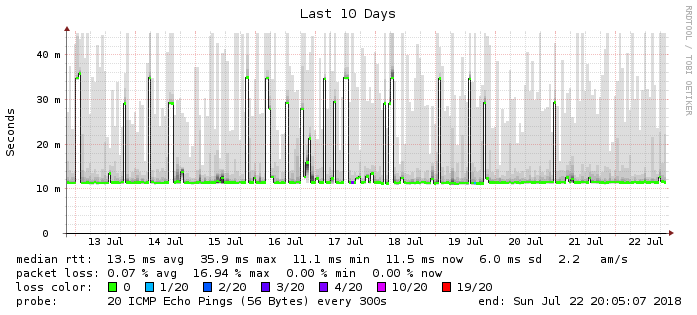 Last 10 Days
RRDTOOL / TOBI OETIKER
Seconds
40 m
30 m
20 m
10 m
0
13 Jul 14 Jul 15 Jul 16 Jul 17 Jul 18 Jul 19 Jul 20 Jul 21 Jul 22 Jul
median rtt: 13.5 ms avg 35.9 ms max 11.1 ms min 11.5 ms now 6.0 ms sd 2.2 am/s
packet loss: 0.07 % avg 16.94 % max 0.00 % min 0.00 % now
loss color: 0 1/20 2/20 3/20 4/20 10/20 19/20
probe: 20 ICMP Echo Pings (56 Bytes) every 300s end: Sun Jul 22 20:05:07 2018